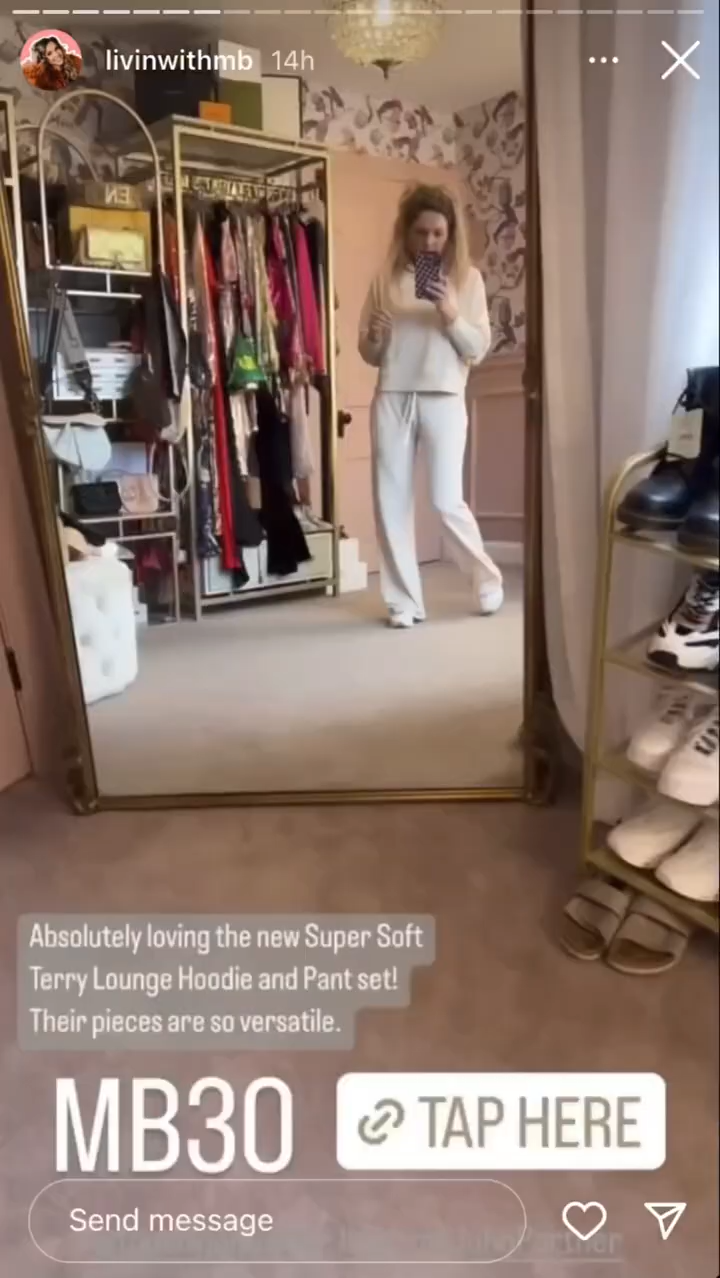 livinwithmb 14h
Absolutely loving the new Super Soft
Terry Lounge Hoodie and Pant set!
Their pieces are so versatile.
MB30
TAP HERE
Send message